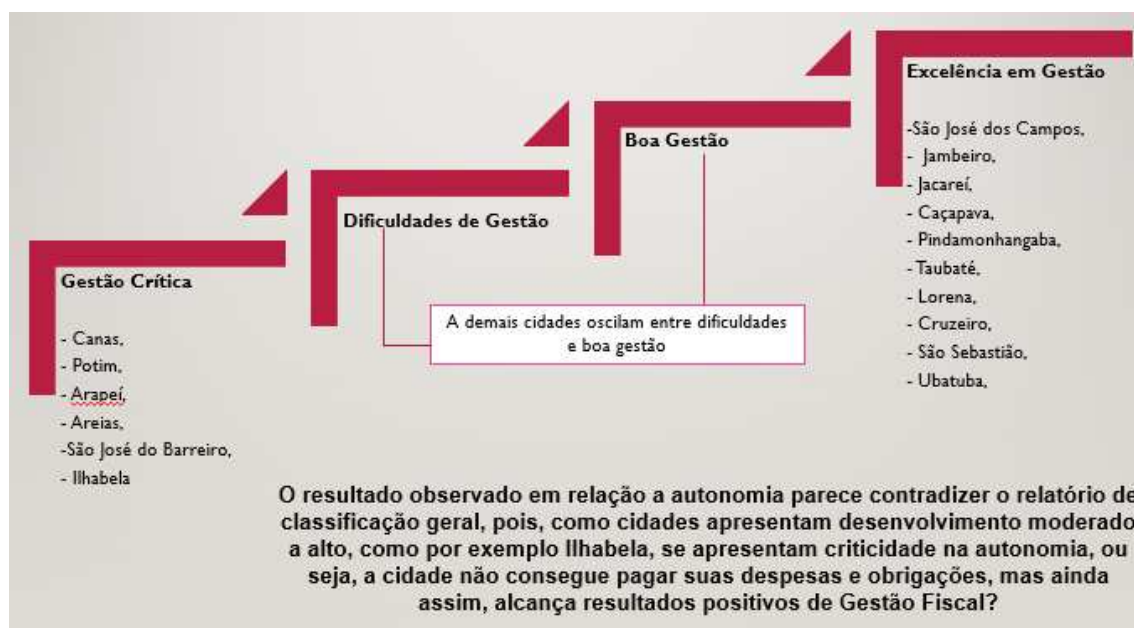 Excelência em Gestão
-São José dos Campos,
- Jambeiro,
- Jacareí,
- Caçapava,
- Pindamonhangaba,
- Taubaté,
- Lorena,
- Cruzeiro,
- São Sebastião,
- Ubatuba,
Boa Gestão
Dificuldades de Gestão
A demais cidades oscilam entre dificuldades
e boa gestão
Gestão Crítica
- Canas,
- Potim,
- Arapeí,
- Areias,
-São José do Barreiro,
- Ilhabela
O resultado observado em relação a autonomia parece contradizer o relatório de
classificação geral, pois, como cidades apresentam desenvolvimento moderado
a alto, como por exemplo Ilhabela, se apresentam criticidade na autonomia, ou
seja, a cidade não consegue pagar suas despesas e obrigações, mas ainda
assim, alcança resultados positivos de Gestão Fiscal?